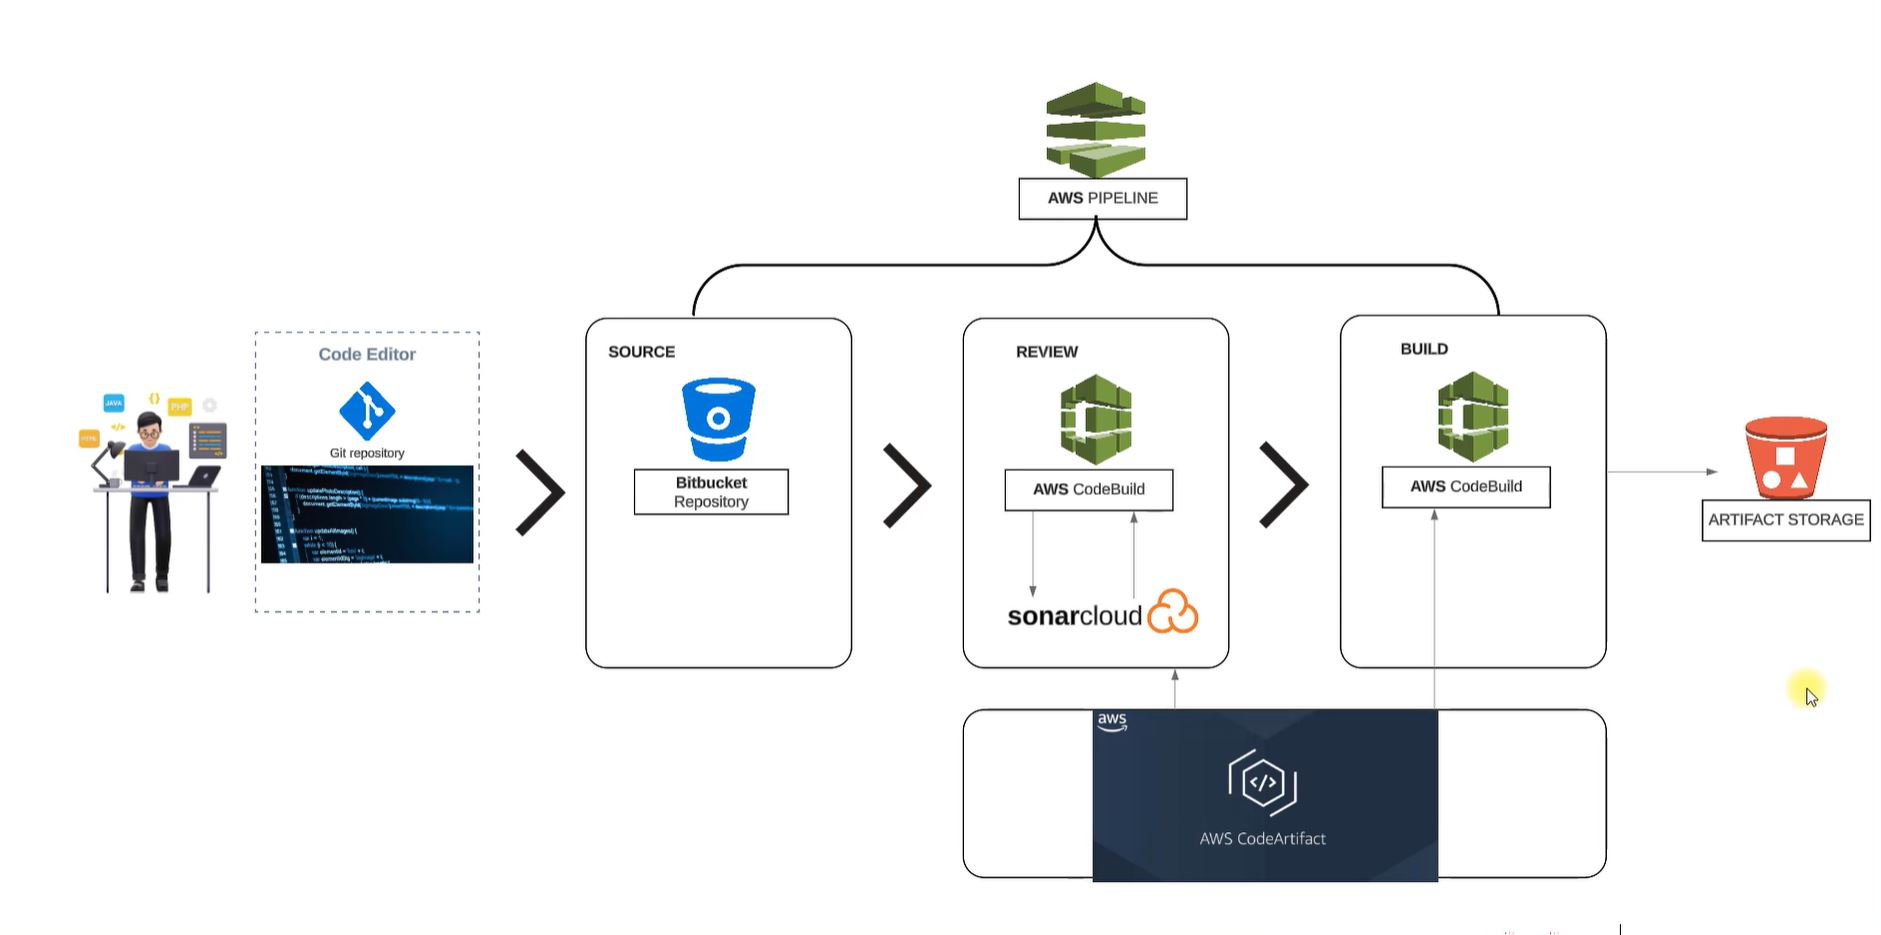 AWS PIPELINE
Code Editor
Git repository
JAVA
{}
PHP
HTML
</>
SOURCE
Bitbucket
Repository
REVIEW
AWS CodeBuild
sonarcloud
BUILD
AWS CodeBuild
ARTIFACT STORAGE
aws
</>
AWS CodeArtifact